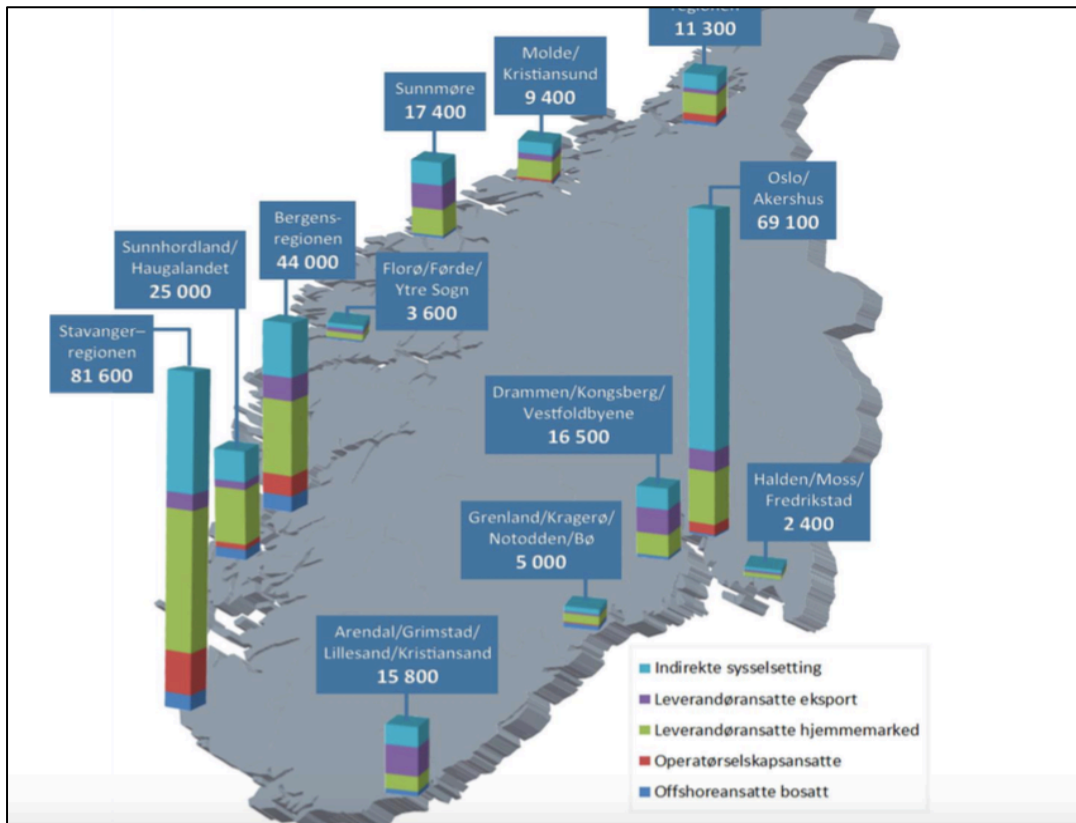 regionen
11 300
Molde/
Kristiansund
9 400
Sunnmøre
17 400
Oslo/
Akershus
69 100
Bergens-
regionen
44 000
Sunnhordland/
Haugalandet
25 000
Florø/Førde/
Ytre Sogn
3 600
Stavanger–
regionen
81 600
Drammen/Kongsberg/
Vestfoldbyene
16 500
Halden/Moss/
Fredrikstad
2 400
Grenland/Kragerø/
Notodden/Bø
5 000
Arendal/Grimstad/
Lillesand/Kristiansand
15 800
Indirekte sysselsetting
Leverandøransatte eksport
Leverandøransatte hjemmemarked
Operatørselskapsansatte
Offshoreansatte bosatt